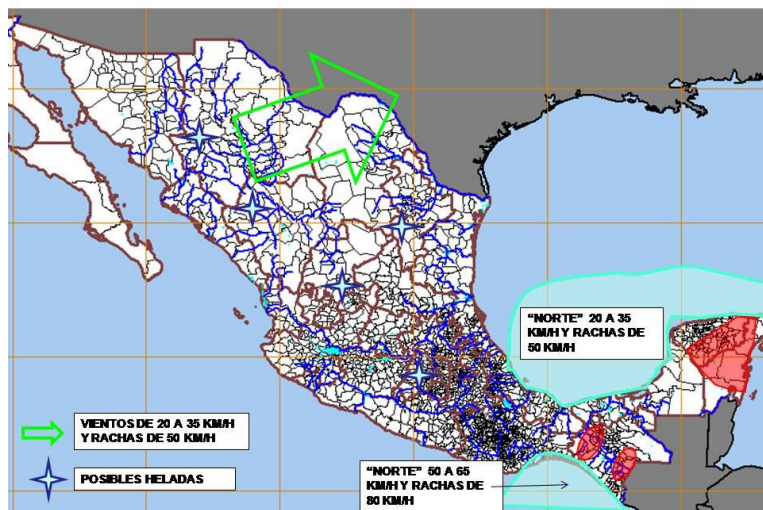 "NORTE" 20 A 35
KM/H Y RACHAS DE
50 KM/H
VIENTOS DE 20 A 35 KM/H
Y RACHAS DE 50 KM/H
POSIBLES HELADAS
"NORTE" 50 A 65
KM/H Y RACHAS DE
80 KM/H